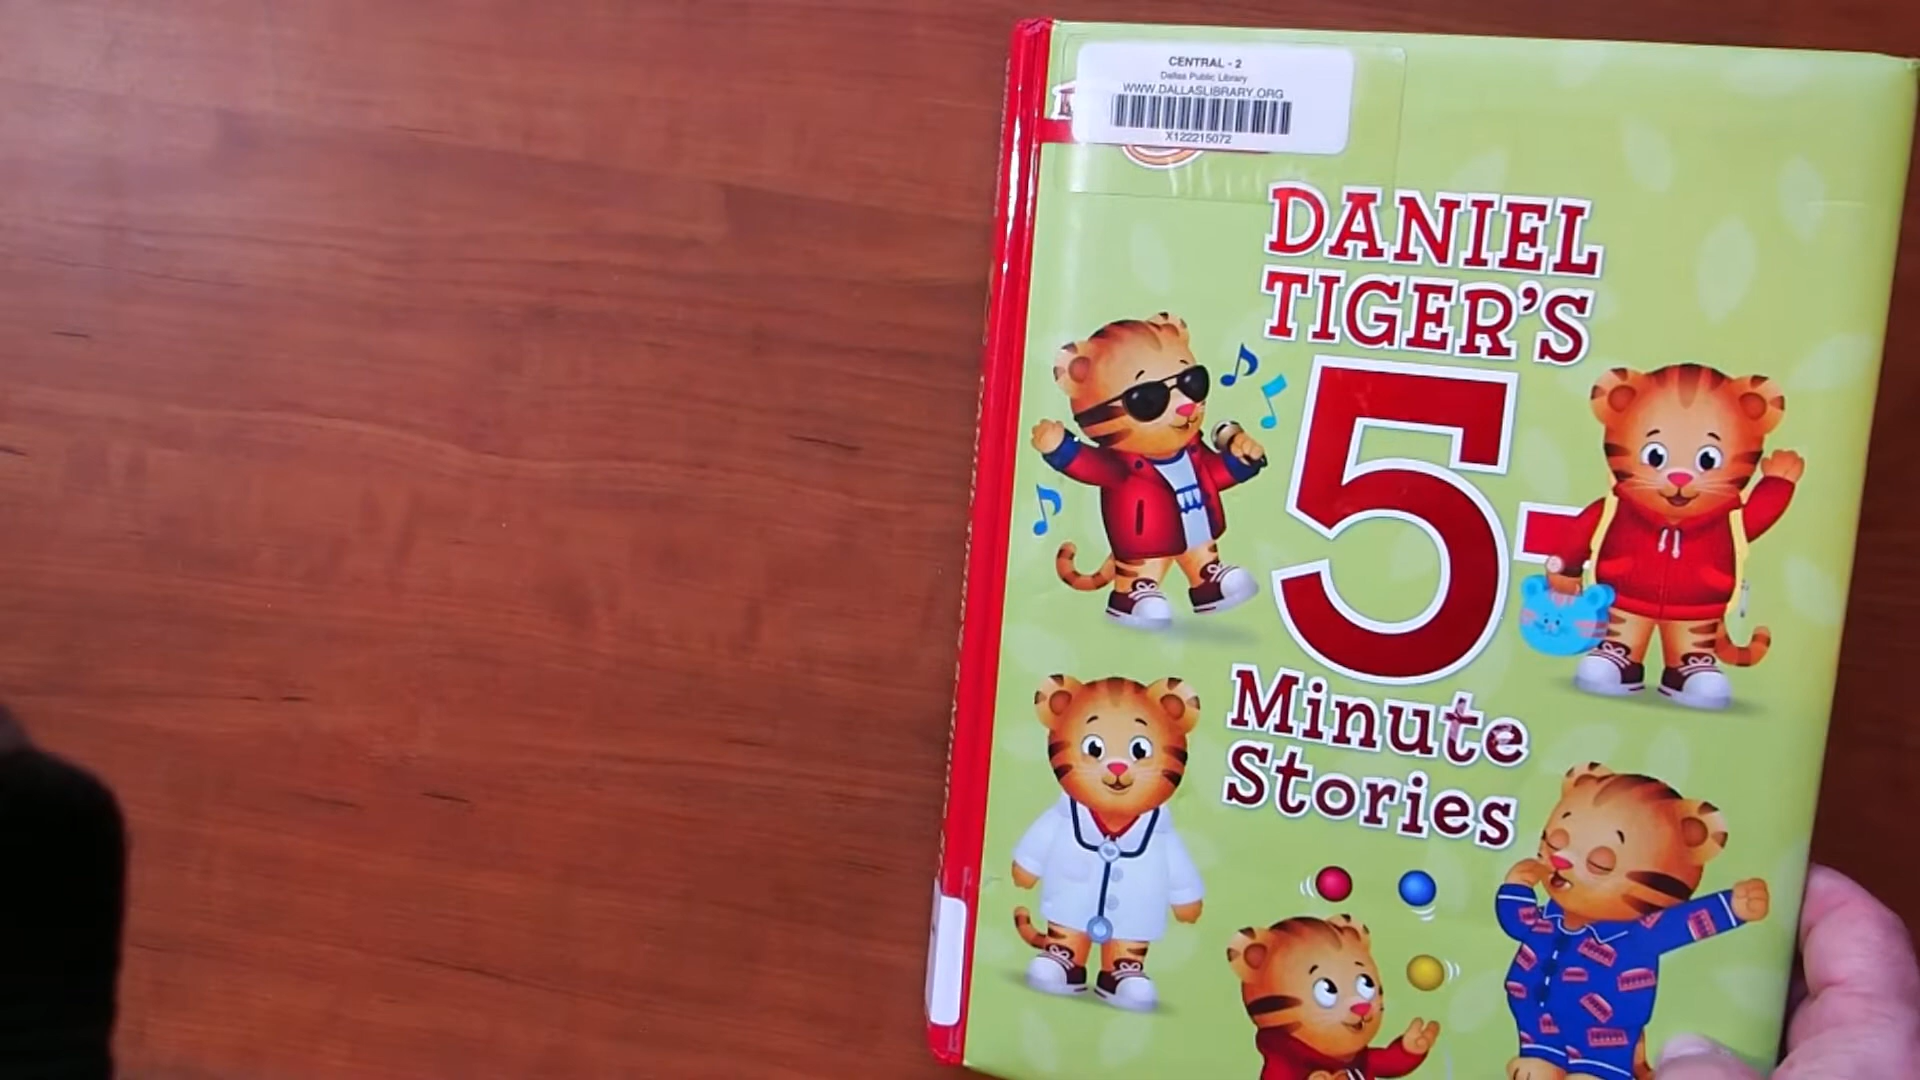 CENTRAL - 2
Dallas Public Library
WWW.DALLASLIBRARY.ORG
X122215072
DANIEL
TIGER'S
5-
Minute
Stories